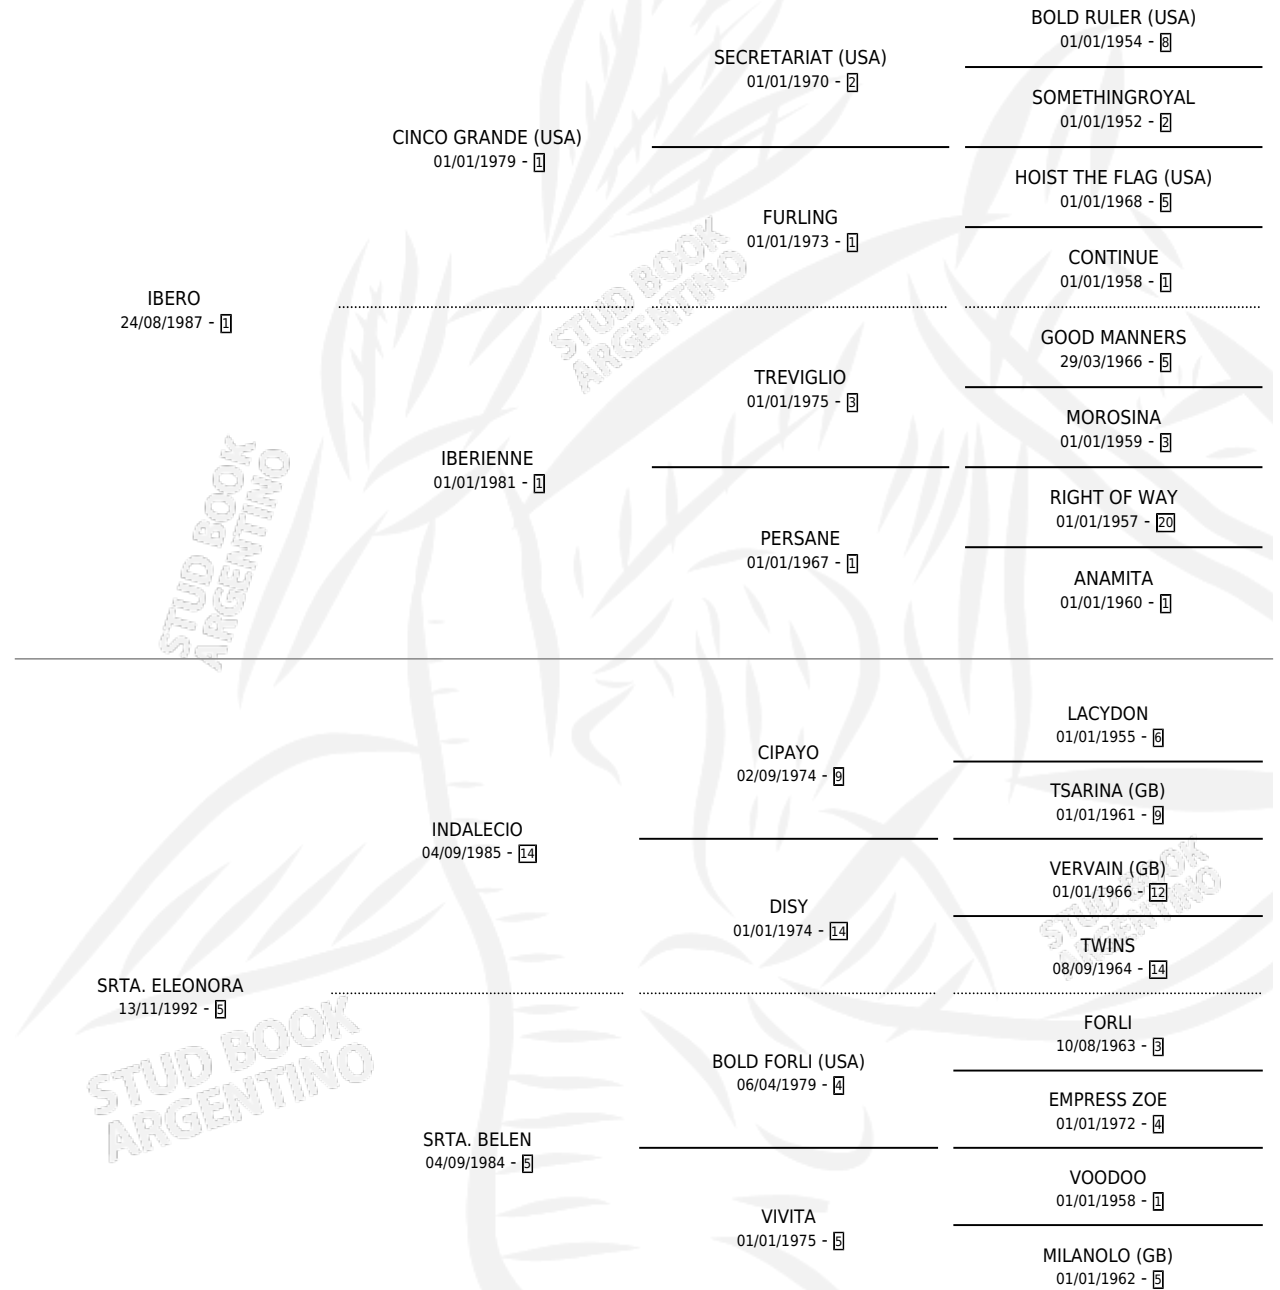 BOLD RULER (USA)
01/01/1954 - 8
SECRETARIAT (USA)
01/01/1970 - 2
SOMETHINGROYAL
01/01/1952 - 2
CINCO GRANDE (USA)
01/01/1979 - 1
HOIST THE FLAG (USA)
01/01/1968 - 5
FURLING
01/01/1973 - 1
CONTINUE
01/01/1958 - 1
IBERO
24/08/1987 - 1
GOOD MANNERS
29/03/1966 - 5
TREVIGLIO
01/01/1975 - 3
MOROSINA
01/01/1959 - 3
IBERIENNE
01/01/1981 - 1
RIGHT OF WAY
01/01/1957 - 20
PERSANE
01/01/1967 - 1
ANAMITA
01/01/1960 - 1
STUD BOOK
ARGENTINO
STUD BOOK
ARGENTINO
LACYDON
01/01/1955 - 6
CIPAYO
02/09/1974 - 9
TSARINA (GB)
01/01/1961 - 9
INDALECIO
04/09/1985 - 14
VERVAIN (GB)
01/01/1966 - 12
DISY
01/01/1974 - 14
TWINS
08/09/1964 - 14
STUD BOOK
ARGENTINO
SRTA. ELEONORA
13/11/1992 - 5
FORLI
10/08/1963 - 3
BOLD FORLI (USA)
06/04/1979 - 4
EMPRESS ZOE
01/01/1972 - 4
SRTA. BELEN
04/09/1984 - 5
VOODOO
01/01/1958 - 1
VIVITA
01/01/1975 - 5
MILANOLO (GB)
01/01/1962 - 5
STUD BOOK
ARGENTINO